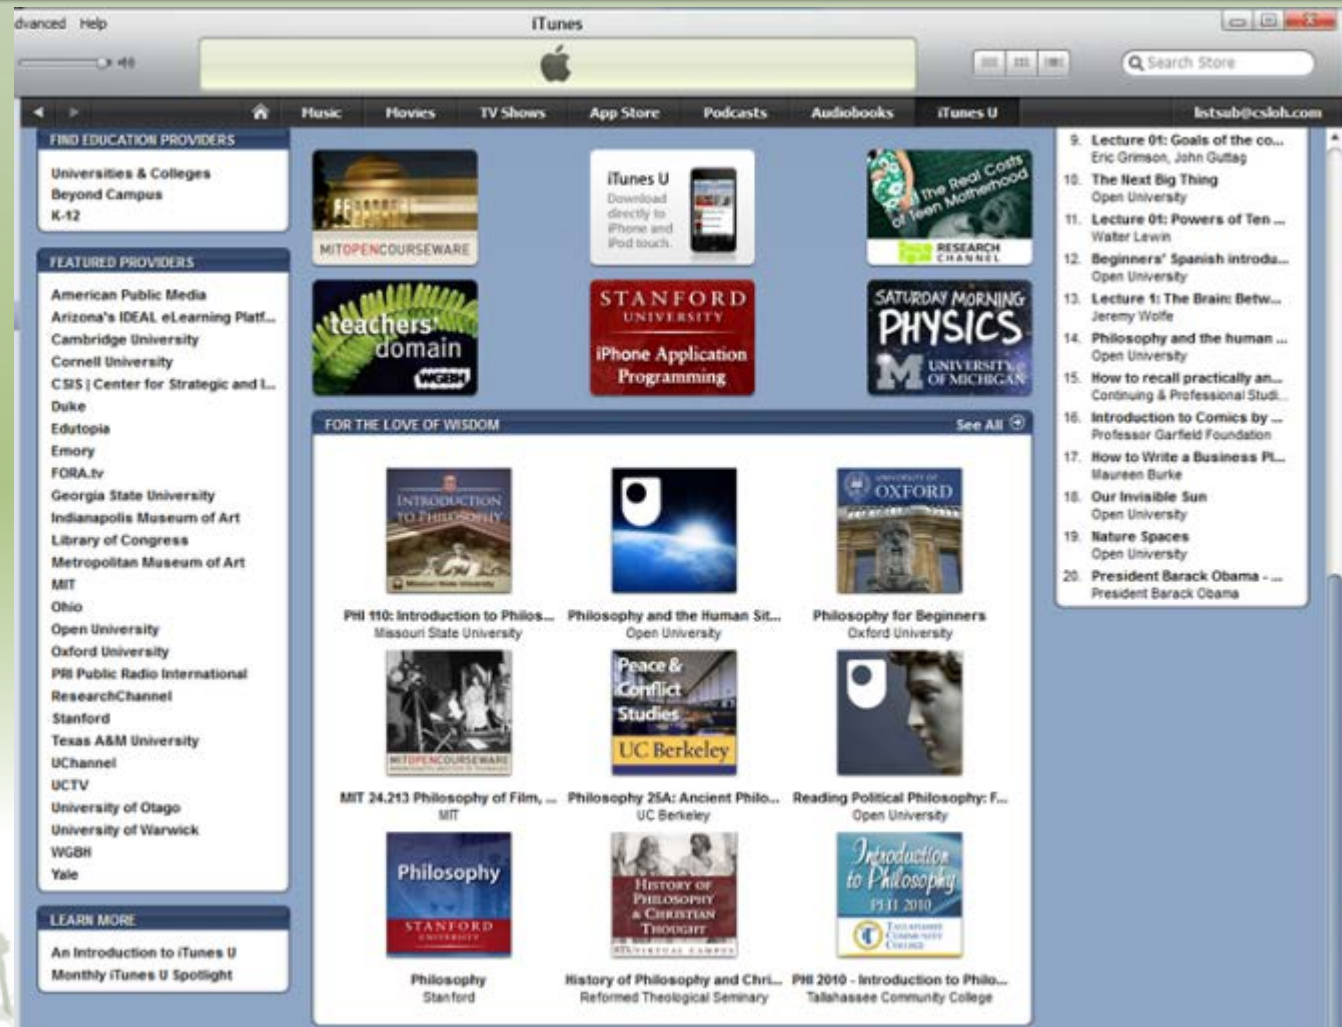 dvanced Help
iTunes
Search Store
Music Movies TV Shows App Store Podcasts Audiobooks iTunes U listsub@csloh.com
FIND EDUCATION PROVIDERS
Universities & Colleges
Beyond Campus
K-12
FEATURED PROVIDERS
American Public Media
Arizona's IDEAL eLearning Platf...
Cambridge University
Cornell University
CSIS | Center for Strategic and I...
Duke
Edutopia
Emory
FORA.tv
Georgia State University
Indianapolis Museum of Art
Library of Congress
Metropolitan Museum of Art
MIT
Ohio
Open University
Oxford University
PRI Public Radio International
ResearchChannel
Stanford
Texas A&M University
UChannel
UCTV
University of Otago
University of Warwick
WGBH
Yale
LEARN MORE
An Introduction to iTunes U
Monthly iTunes U Spotlight
MITOPENCOURSEWARE
iTunes U
Download
directly to
iPhone and
iPod touch.
The Real Costs
of Teen Motherhood
RESEARCH
CHANNEL
teachers'
domain
WGBH
STANFORD
UNIVERSITY
iPhone Application
Programming
SATURDAY MORNING
PHYSICS
M UNIVERSITY
OF MICHIGAN
FOR THE LOVE OF WISDOM See All
INTRODUCTION
TO PHILOSOPHY
Missouri State University
PHI 110: Introduction to Philos...
Missouri State University
Philosophy and the Human Sit...
Open University
UNIVERSITY OF
OXFORD
Philosophy for Beginners
Oxford University
MITOPENCOURSEWARE
MIT 24.213 Philosophy of Film, ...
MIT
Peace &
Conflict
Studies
UC Berkeley
Philosophy 25A: Ancient Philo...
UC Berkeley
Reading Political Philosophy: F...
Open University
Philosophy
STANFORD
UNIVERSITY
Philosophy
Stanford
HISTORY OF
PHILOSOPHY
& CHRISTIAN
THOUGHT
VIRTUAL CAMPUS
History of Philosophy and Chri...
Reformed Theological Seminary
Introduction
to Philosophy
PHI 2010
TALLAHASSEE
COMMUNITY
COLLEGE
PHI 2010 - Introduction to Philo...
Tallahassee Community College
9. Lecture 01: Goals of the co...
Eric Grimson, John Guttag
10. The Next Big Thing
Open University
11. Lecture 01: Powers of Ten ...
Walter Lewin
12. Beginners' Spanish introdu...
Open University
13. Lecture 1: The Brain: Betw...
Jeremy Wolfe
14. Philosophy and the human ...
Open University
15. How to recall practically an...
Continuing & Professional Studi...
16. Introduction to Comics by ...
Professor Garfield Foundation
17. How to Write a Business Pl...
Maureen Burke
18. Our Invisible Sun
Open University
19. Nature Spaces
Open University
20. President Barack Obama - ...
President Barack Obama